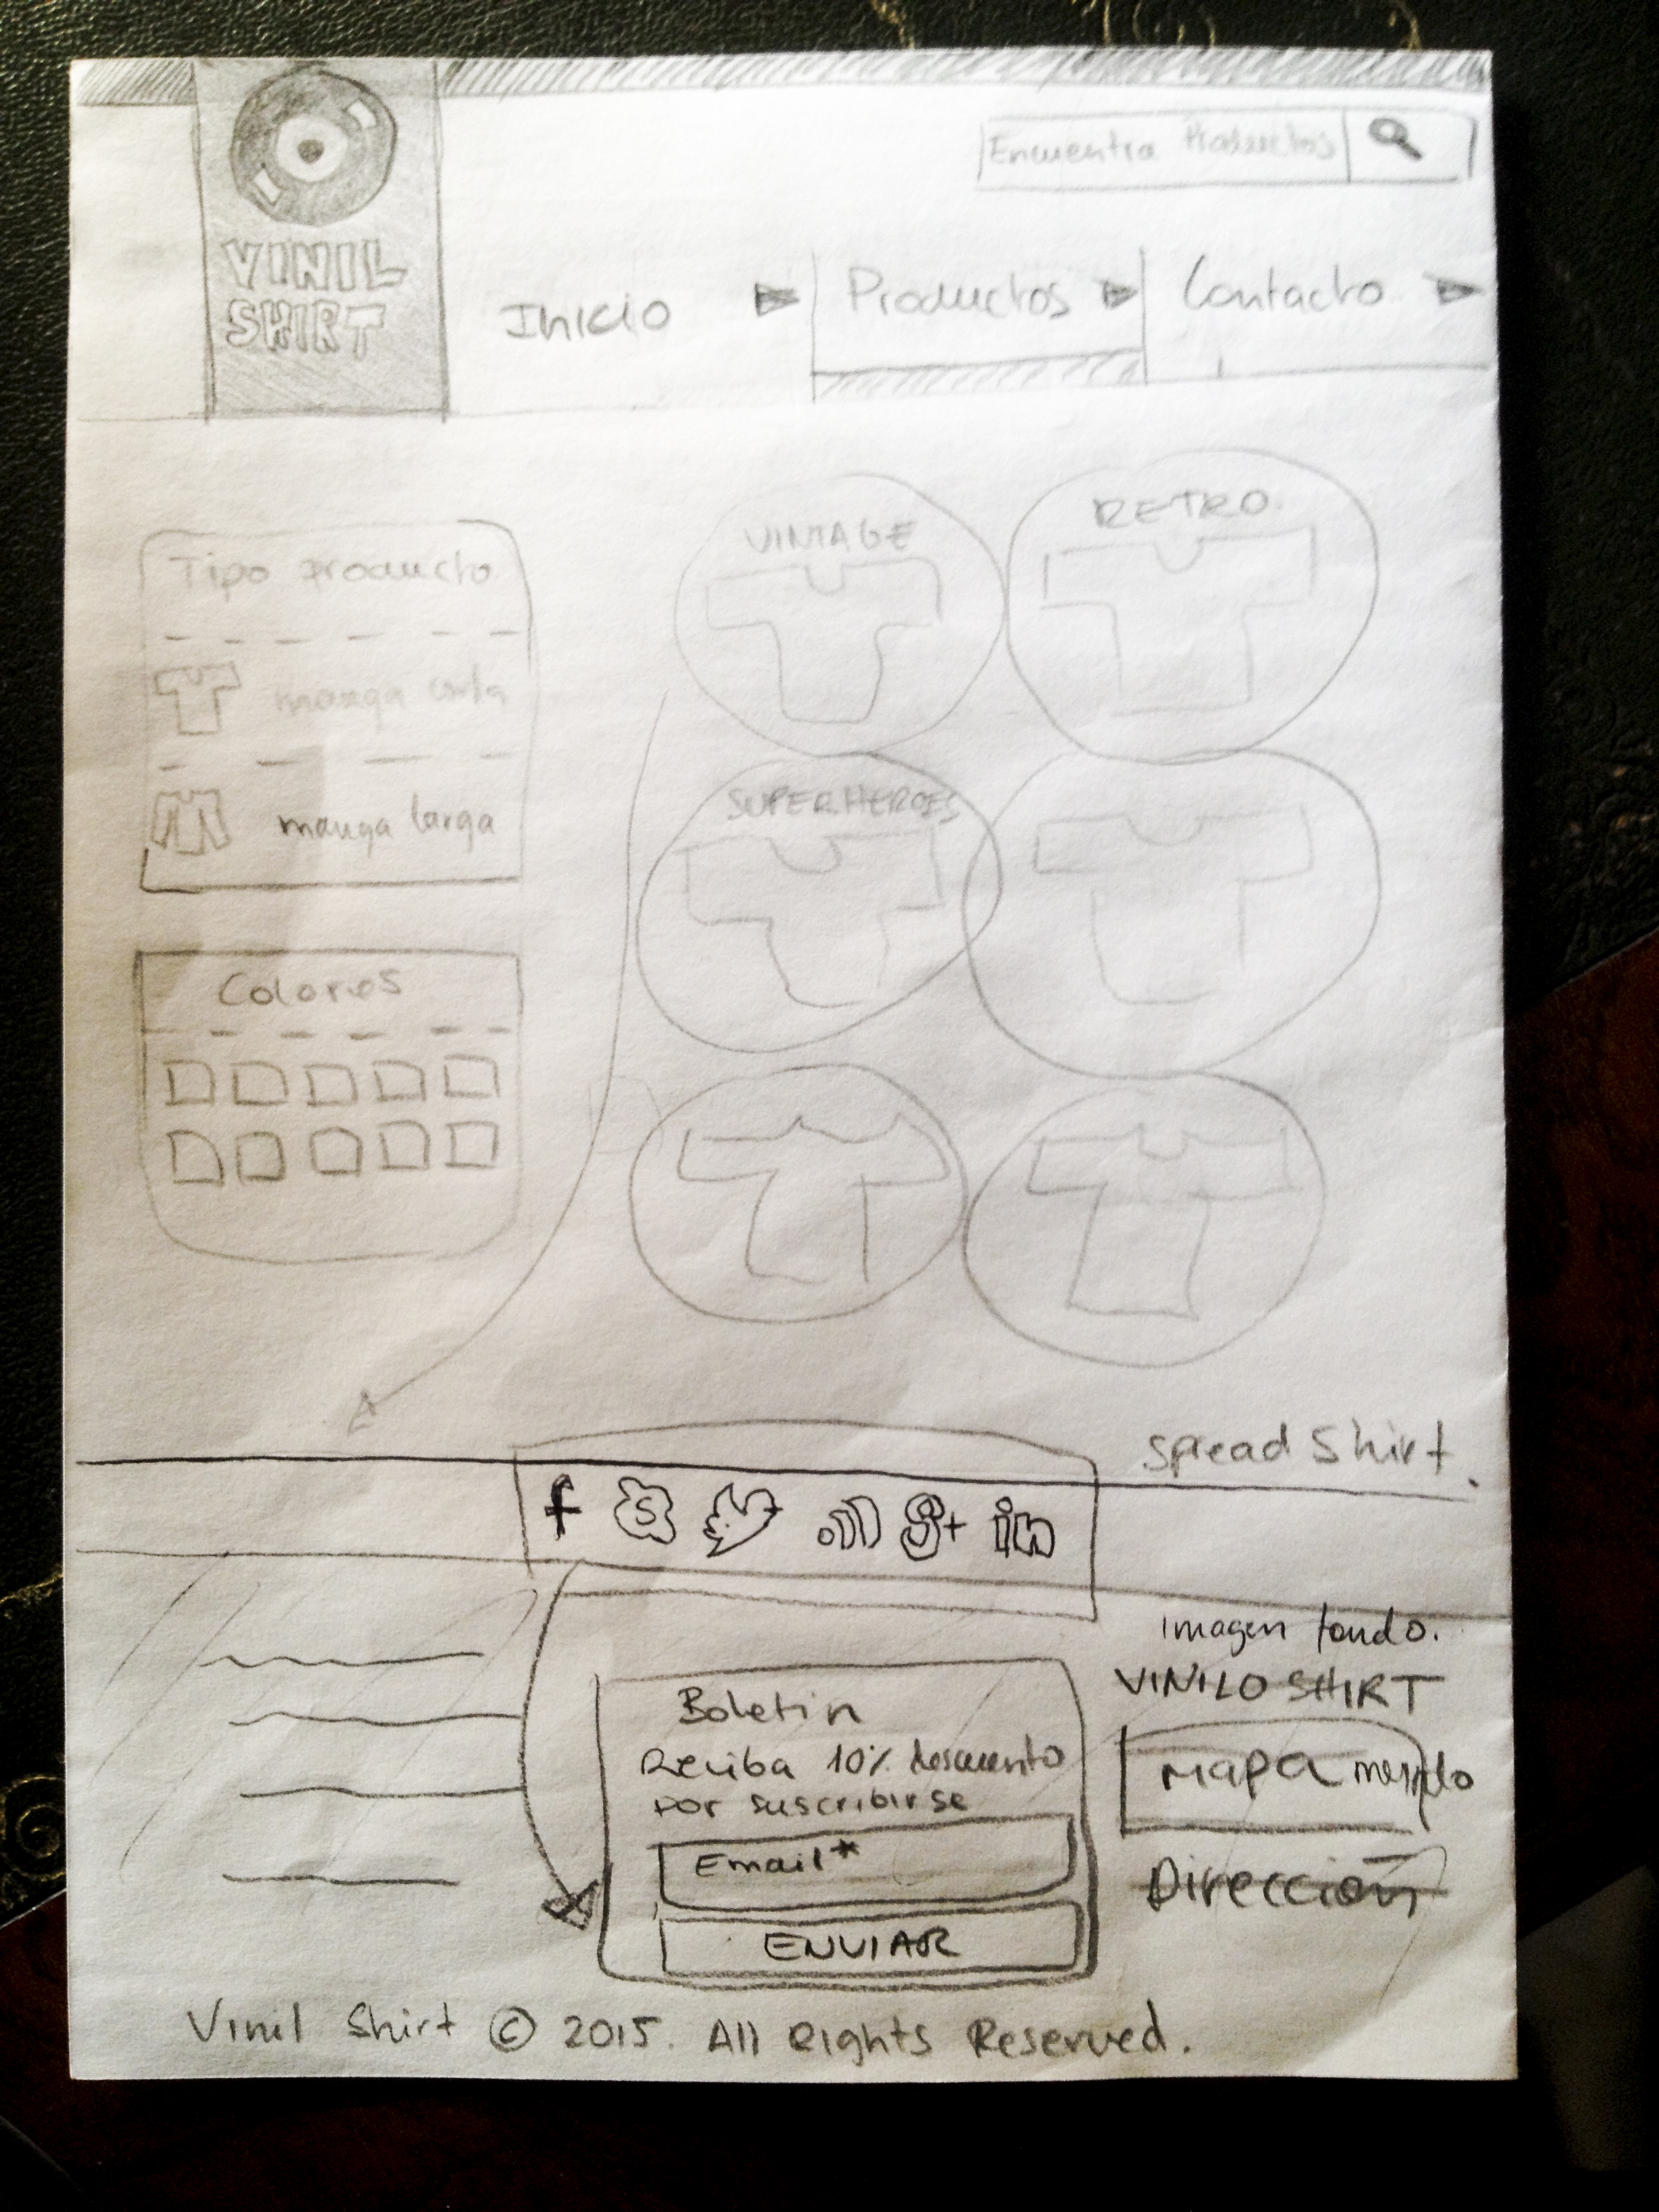 VINIL
SHIRT
Encuentra Productos
Inicio
Productos
Contacto
Tipo producto
manga corta
manga larga
Colores
VINTAGE
RETRO.
SUPERHEROES
Spread Shirt.
f S g+ in
imagen fondo.
VINILO SHIRT
Mapa
Dirección
Boletin
Reciba 10% descuento
por suscribirse
Email*
ENVIAR
Vinil Shirt © 2015. All Rights Reserved.